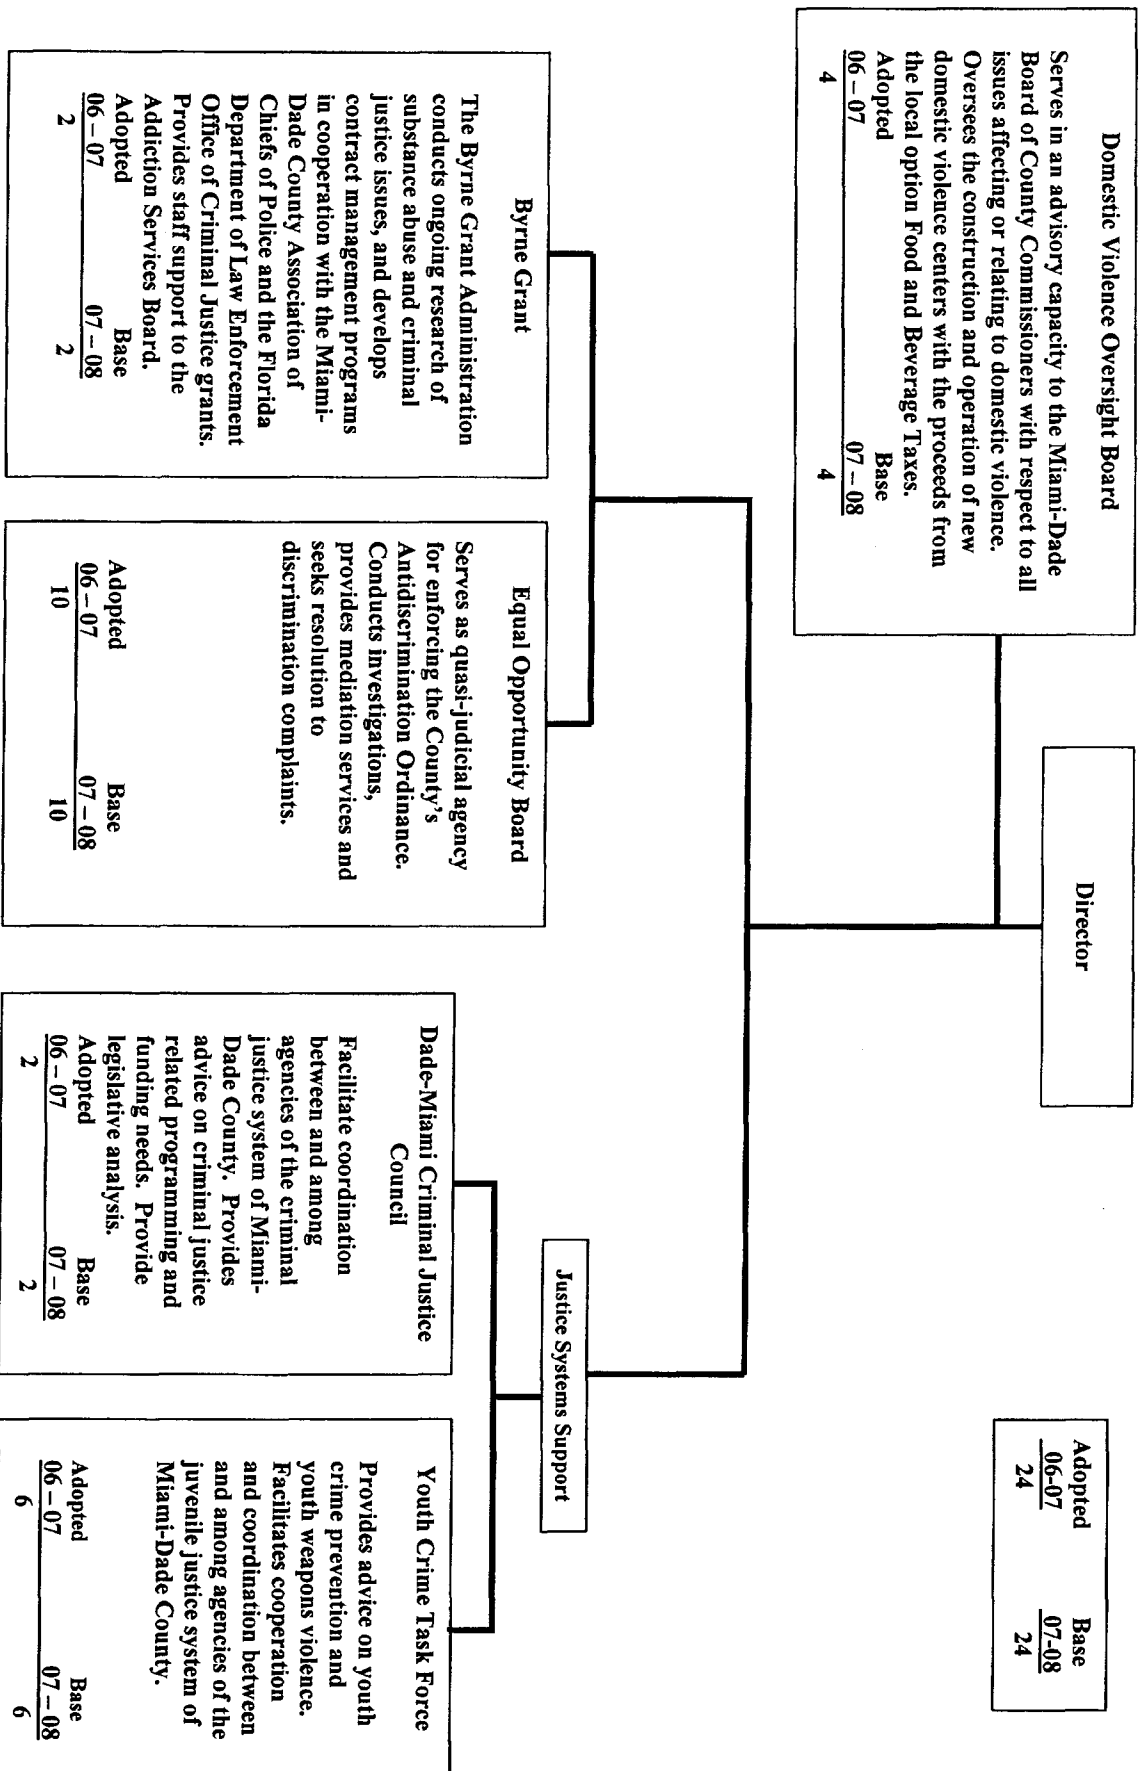 Director
Adopted Base
06-07 07-08
24 24
Domestic Violence Oversight Board
Serves in an advisory capacity to the Miami-Dade
Board of County Commissioners with respect to all
issues affecting or relating to domestic violence.
Oversees the construction and operation of new
domestic violence centers with the proceeds from
the local option Food and Beverage Taxes.
Adopted Base
06 – 07 07 – 08
4 4
Justice Systems Support
Byrne Grant
The Byrne Grant Administration
conducts ongoing research of
substance abuse and criminal
justice issues, and develops
contract management programs
in cooperation with the Miami-
Dade County Association of
Chiefs of Police and the Florida
Department of Law Enforcement
Office of Criminal Justice grants.
Provides staff support to the
Addiction Services Board.
Adopted Base
06 – 07 07 – 08
2 2
Equal Opportunity Board
Serves as quasi-judicial agency
for enforcing the County's
Antidiscrimination Ordinance.
Conducts investigations,
provides mediation services and
seeks resolution to
discrimination complaints.
Adopted Base
06 – 07 07 – 08
10 10
Dade-Miami Criminal Justice
Council
Facilitate coordination
between and among
agencies of the criminal
justice system of Miami-
Dade County. Provides
advice on criminal justice
related programming and
funding needs. Provide
legislative analysis.
Adopted Base
06 – 07 07 – 08
2 2
Youth Crime Task Force
Provides advice on youth
crime prevention and
youth weapons violence.
Facilitates cooperation
and coordination between
and among agencies of the
juvenile justice system of
Miami-Dade County.
Adopted Base
06 – 07 07 – 08
6 6